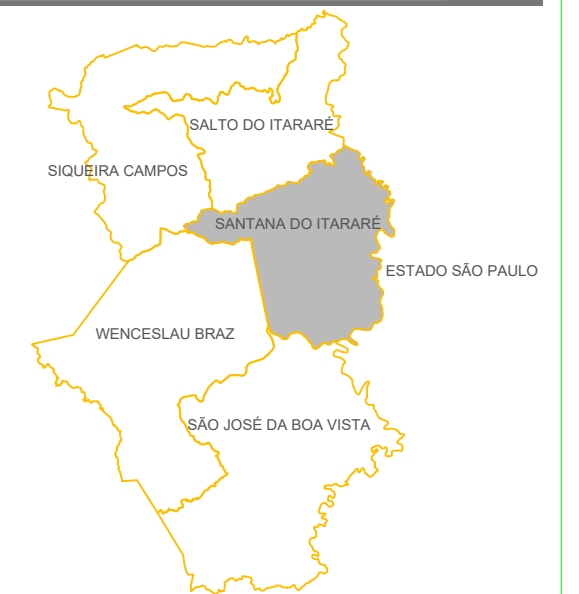 SALTO DO ITARARÉ
SIQUEIRA CAMPOS
SANTANA DO ITARARÉ
ESTADO SÃO PAULO
WENCESLAU BRAZ
SÃO JOSÉ DA BOA VISTA